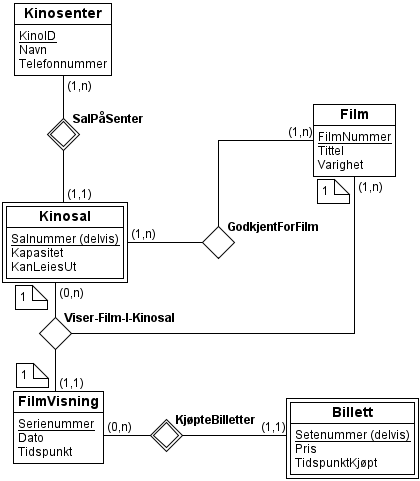 Kinosenter
KinoID
Navn
Telefonnummer
(1,n)
SalPåSenter
(1,1)
Film
FilmNummer
Tittel
Varighet
(1,n)
1
(1,n)
Kinosal
Salnummer (delvis)
Kapasitet
KanLeiesUt
(1,n)
GodkjentForFilm
1
(0,n)
Viser-Film-I-Kinosal
1
(1,1)
FilmVisning
Serienummer
Dato
Tidspunkt
(0,n)
KjøpteBilletter
(1,1)
Billett
Setenummer (delvis)
Pris
TidspunktKjøpt